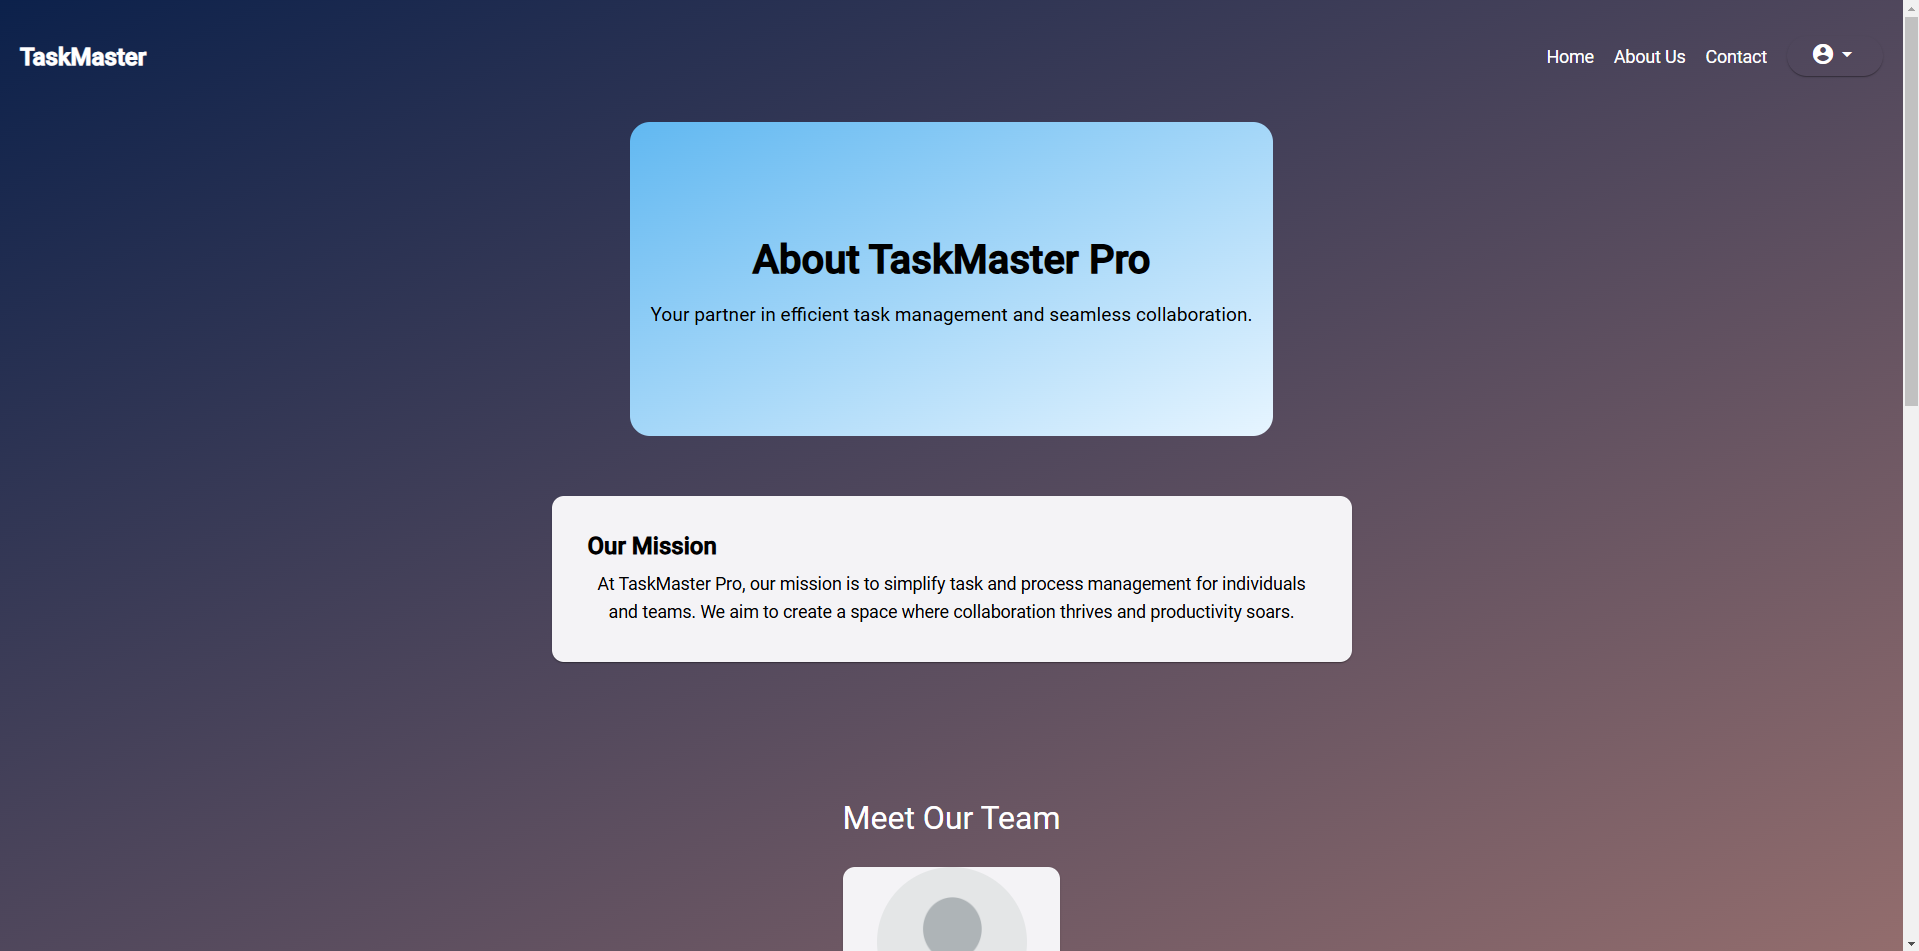 TaskMaster
Home
About Us
Contact
About TaskMaster Pro
Your partner in efficient task management and seamless collaboration.
Our Mission
At TaskMaster Pro, our mission is to simplify task and process management for individuals
and teams. We aim to create a space where collaboration thrives and productivity soars.
Meet Our Team